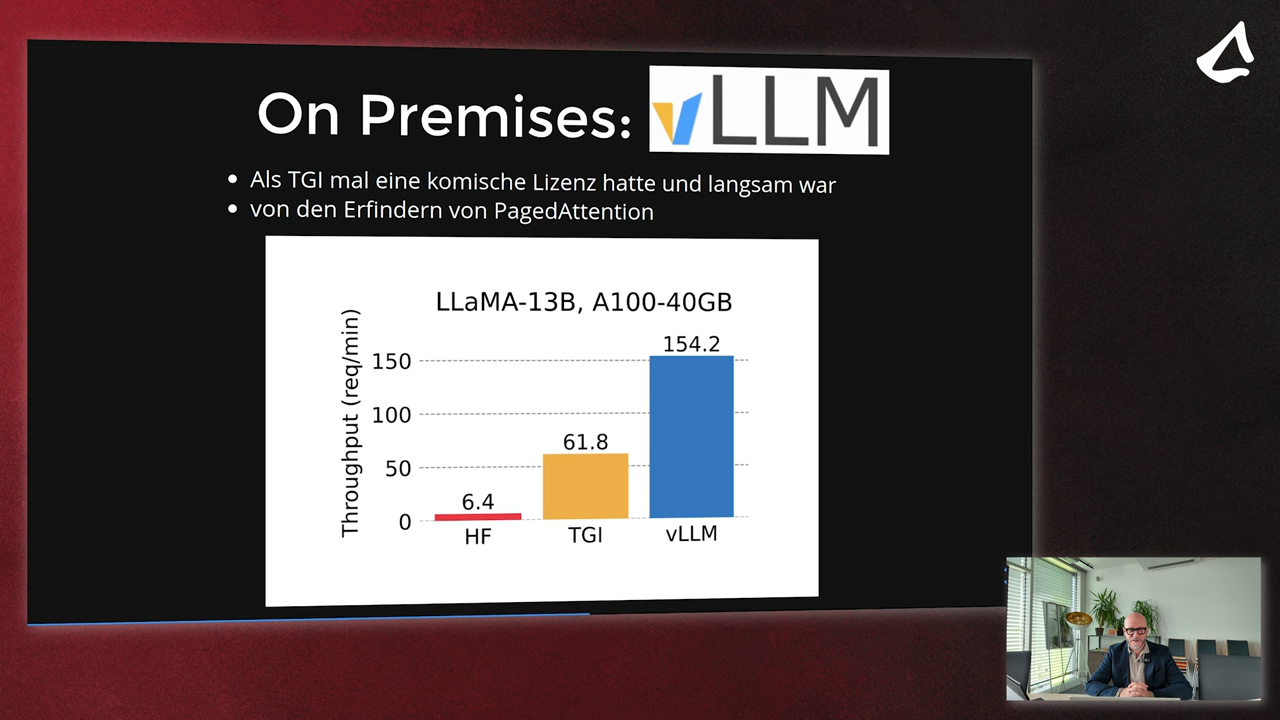 On Premises: vLLM
Als TGI mal eine komische Lizenz hatte und langsam war
von den Erfindern von PagedAttention
LLaMA-13B, A100-40GB
Throughput (req/min)
150
100
50
0
6.4
61.8
154.2
HF
TGI
vLLM